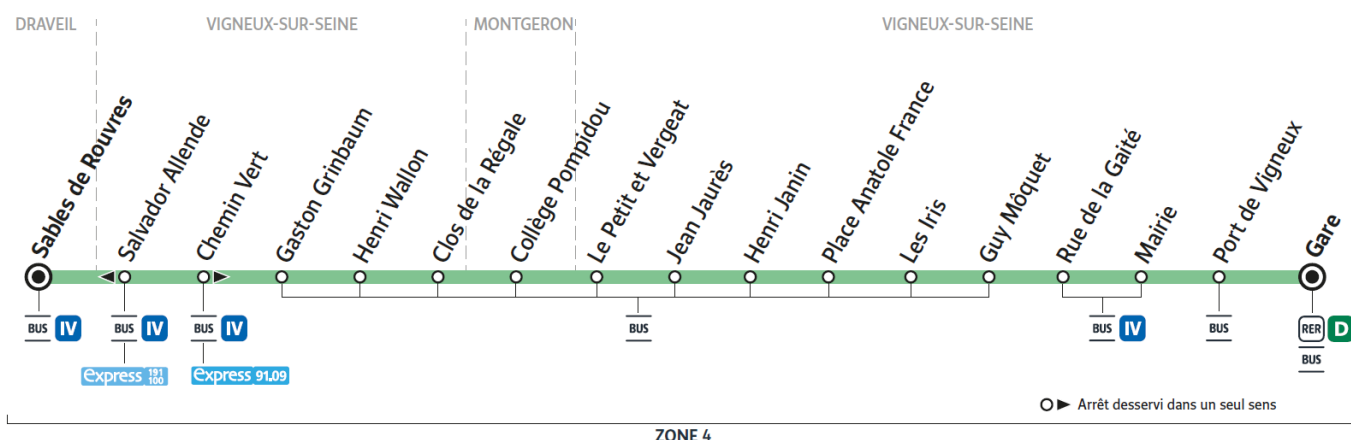 DRAVEIL
VIGNEUX-SUR-SEINE
MONTGERON
VIGNEUX-SUR-SEINE
Sables de Rouvres
Salvador Allende
Chemin Vert
Gaston Grinbaum
Henri Wallon
Clos de la Régale
Collège Pompidou
Le Petit et Vergeat
Jean Jaurès
Henri Janin
Place Anatole France
Les Iris
Guy Môquet
Rue de la Gaité
Mairie
Port de Vigneux
Gare
BUS IV
BUS IV
BUS IV
BUS
BUS IV
BUS
RER D
BUS
express 191 100
express 91.09
Arrêt desservi dans un seul sens
ZONE 4